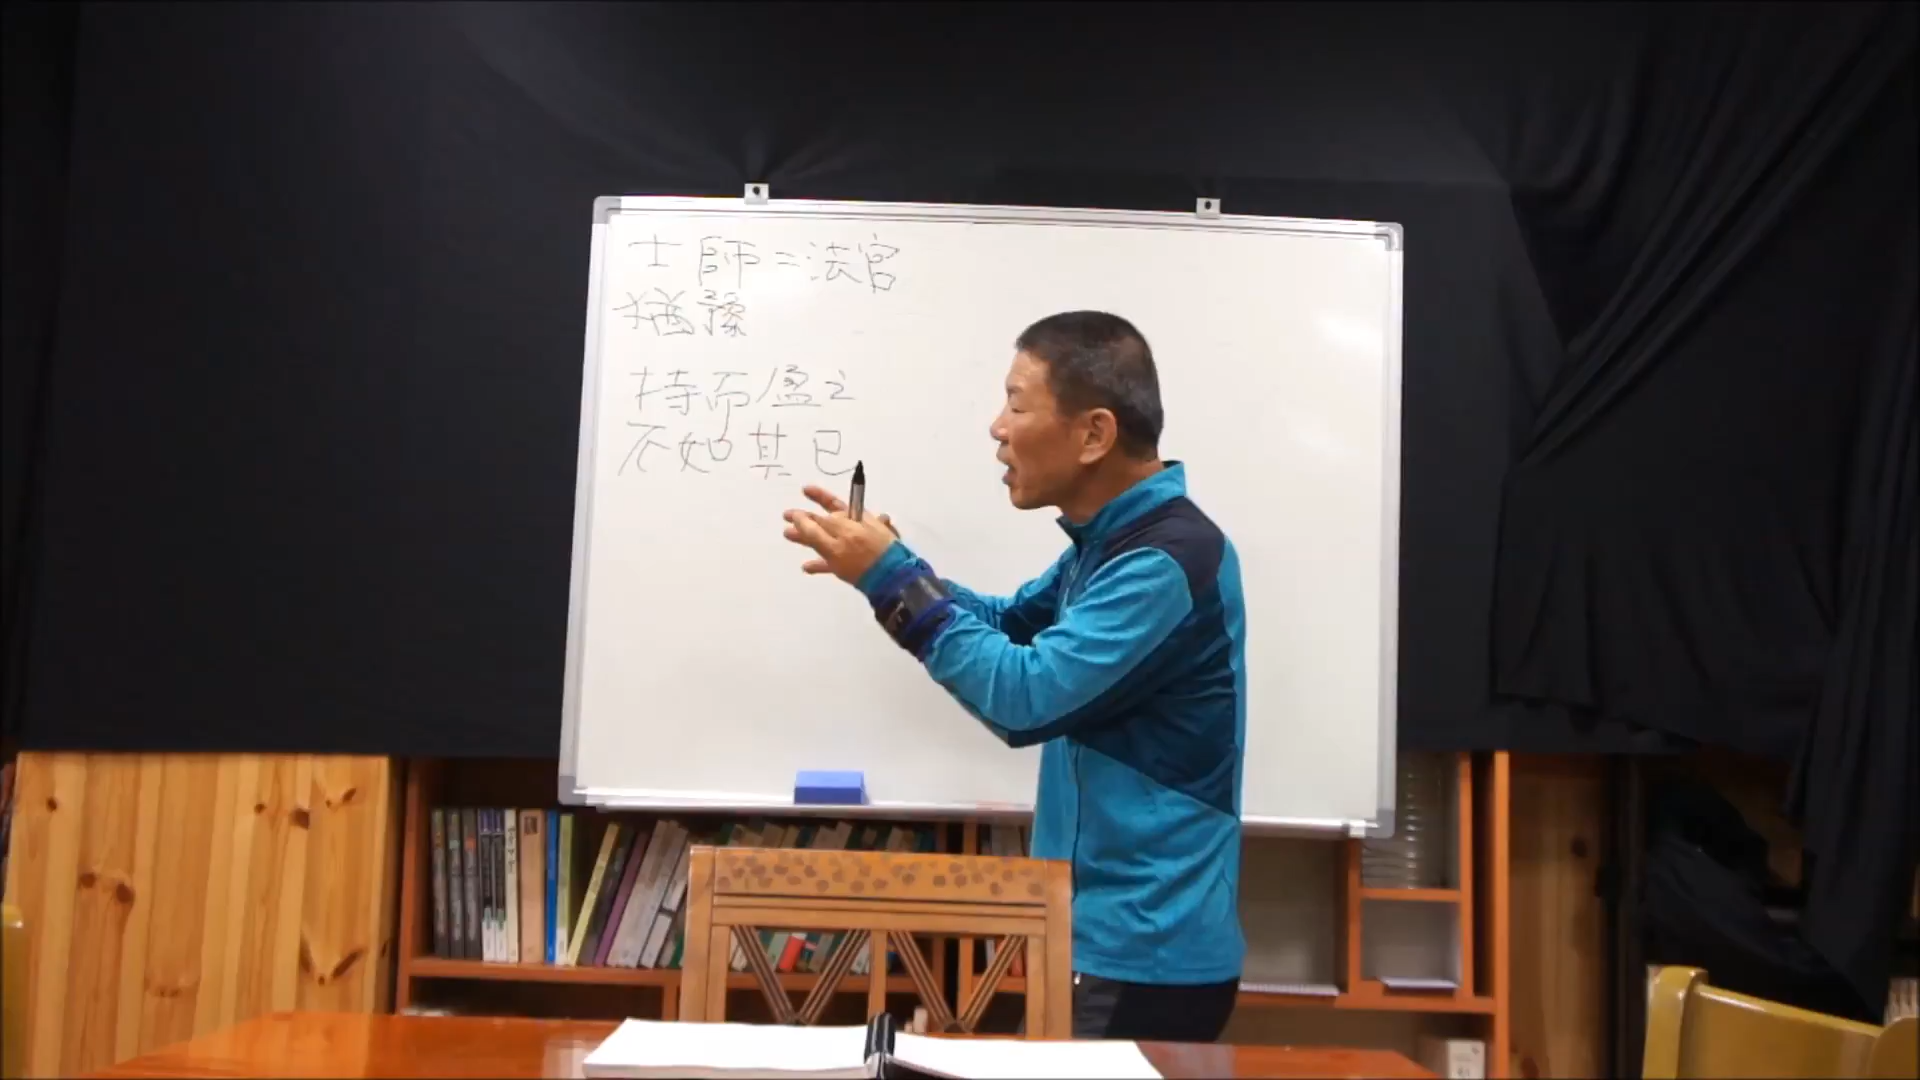 士師=法官
猶豫
持而盈之
不如其已